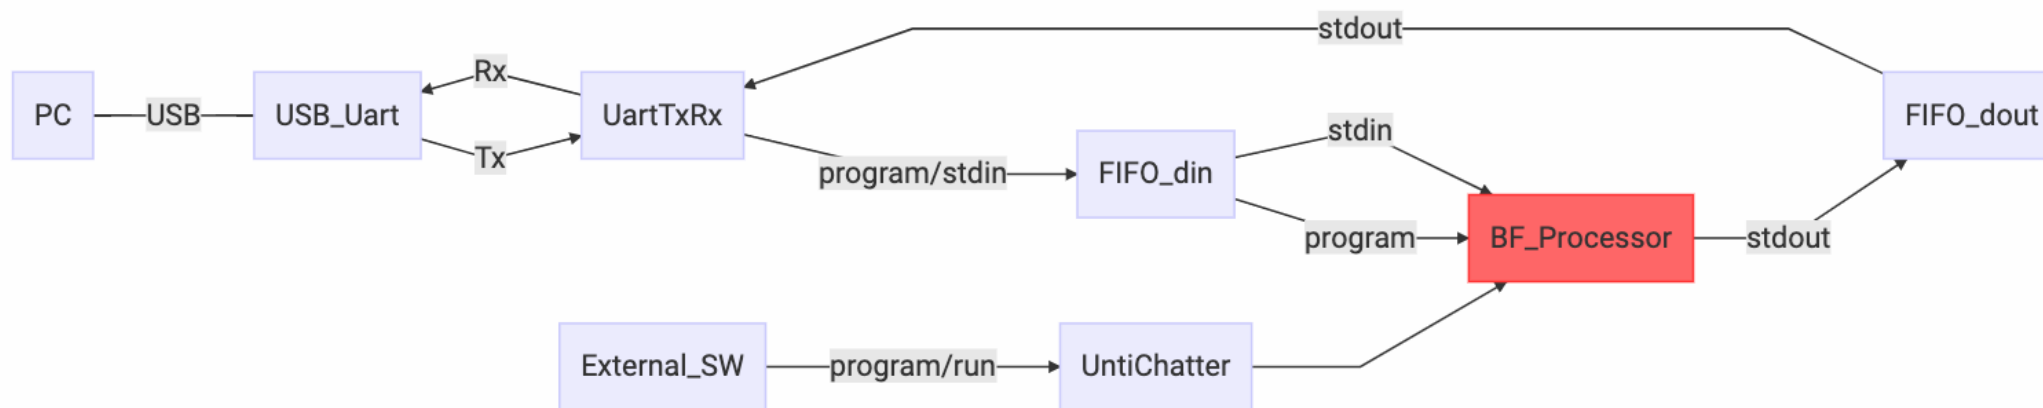 stdout
Rx
PC
USB
USB_Uart
UartTxRx
FIFO_dout
stdin
Tx
program/stdin
FIFO_din
program
BF_Processor
stdout
External_SW
program/run
UntiChatter